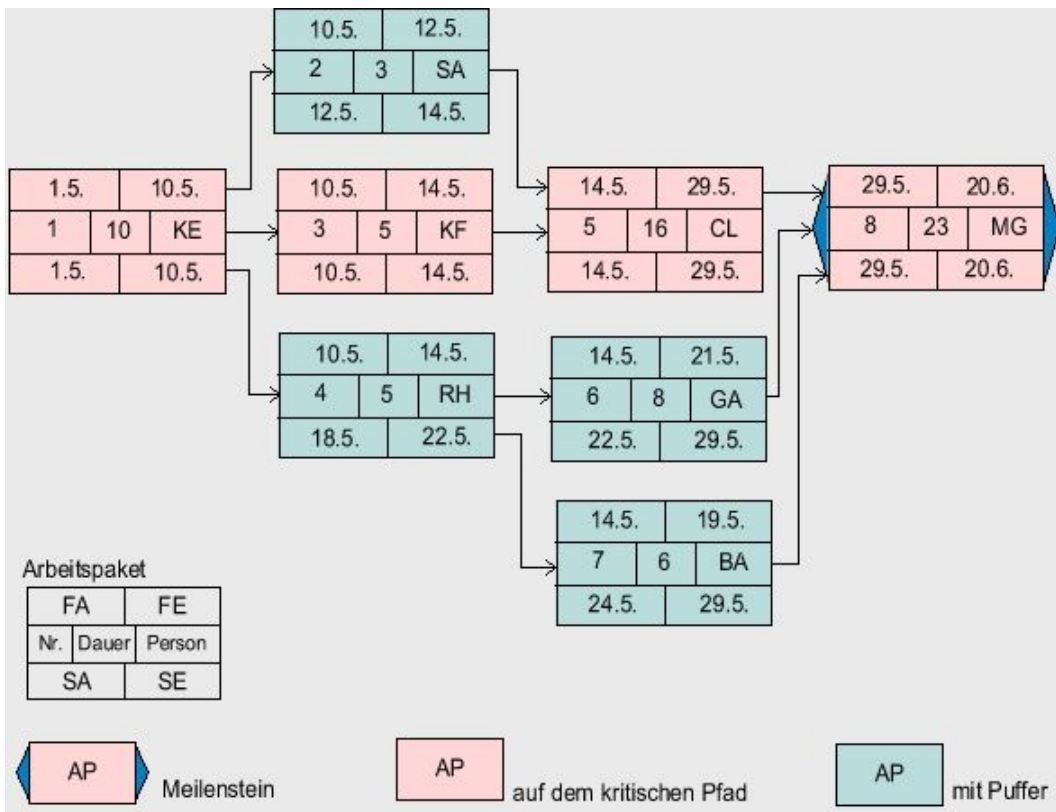 10.5. 12.5.
2 3 SA
12.5. 14.5.
1.5. 10.5.
1 10 KE
1.5. 10.5.
10.5. 14.5.
3 5 KF
10.5. 14.5.
14.5. 29.5.
5 16 CL
14.5. 29.5.
29.5. 20.6.
8 23 MG
29.5. 20.6.
10.5. 14.5.
4 5 RH
18.5. 22.5.
14.5. 21.5.
6 8 GA
22.5. 29.5.
14.5. 19.5.
7 6 BA
24.5. 29.5.
Arbeitspaket
FA FE
Nr. Dauer Person
SA SE
AP Meilenstein
AP auf dem kritischen Pfad
AP mit Puffer